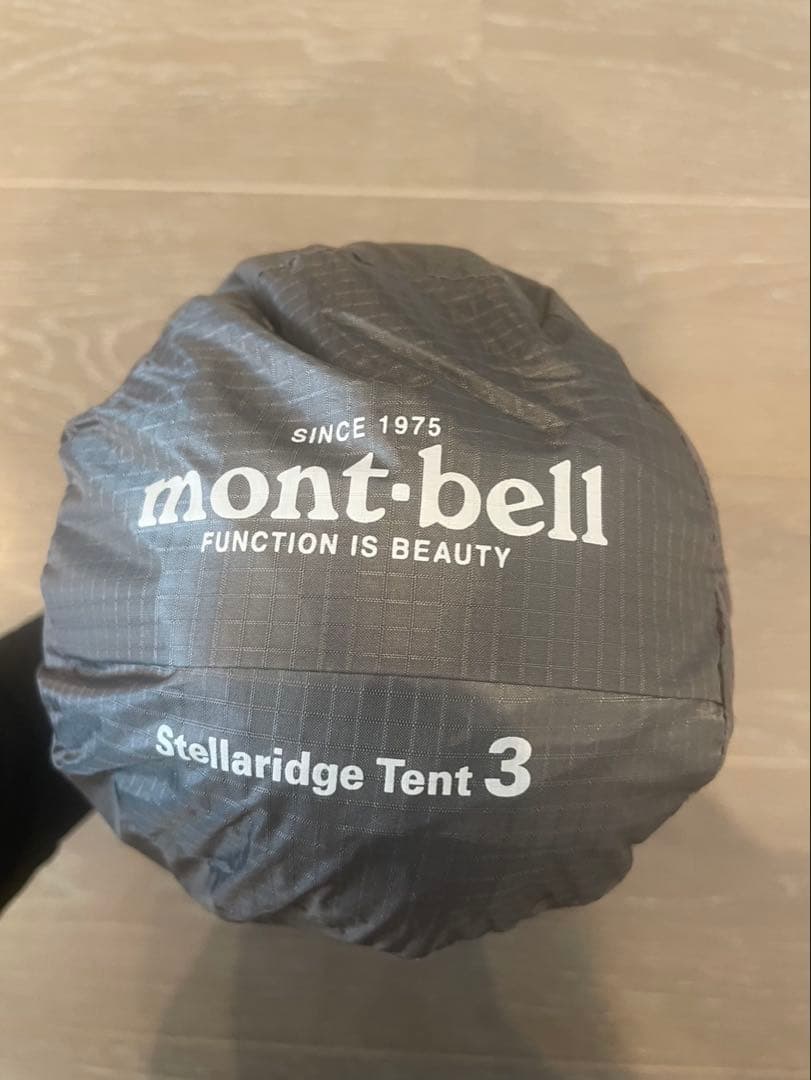 SINCE 1975
mont·bell
FUNCTION IS BEAUTY
Stellaridge Tent 3